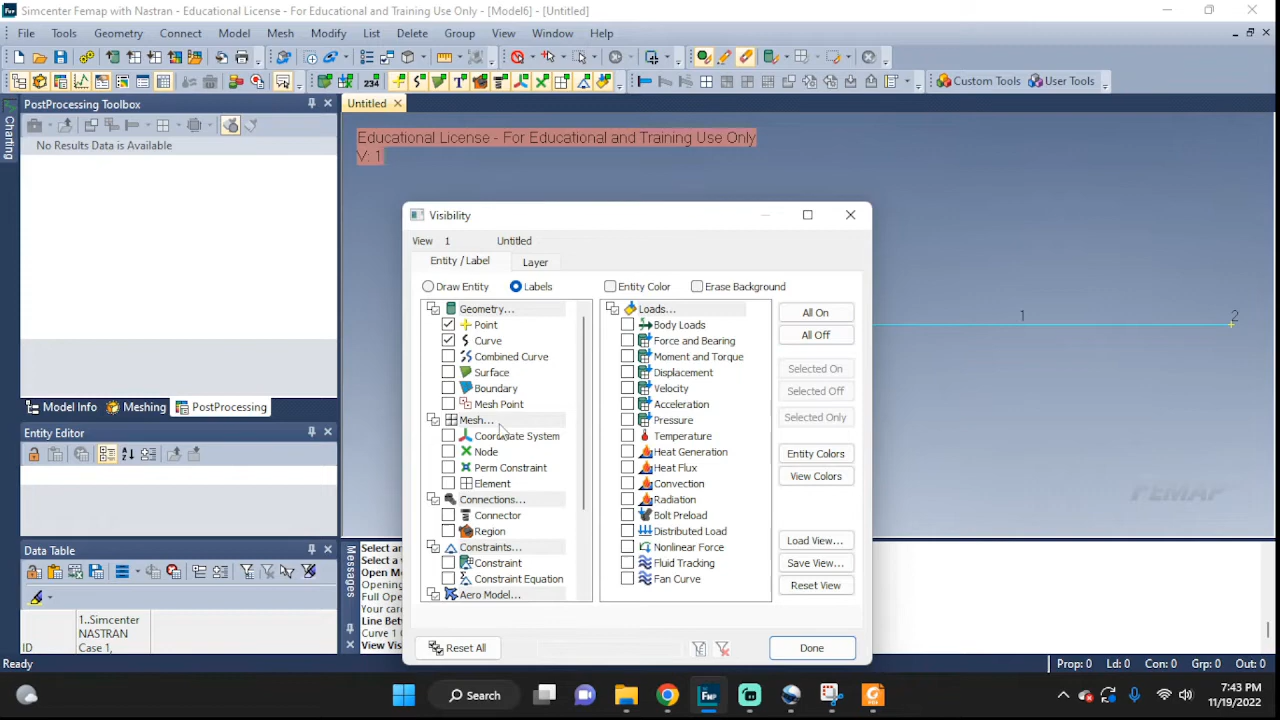 Simcenter Femap with Nastran - Educational License - For Educational and Training Use Only - [Model6] - [Untitled]
File Tools Geometry Connect Model Mesh Modify List Delete Group View Window Help
234 T Custom Tools User Tools
PostProcessing Toolbox
Untitled
No Results Data is Available
Charting
Educational License - For Educational and Training Use Only
V: 1
Visibility
View 1 Untitled
Entity / Label Layer
Draw Entity Labels Entity Color Erase Background
Geometry...
Point
Curve
Combined Curve
Surface
Boundary
Mesh Point
Mesh...
Coordinate System
Node
Perm Constraint
Element
Connections...
Connector
Region
Constraints...
Constraint
Constraint Equation
Aero Model...
Loads...
Body Loads
Force and Bearing
Moment and Torque
Displacement
Velocity
Acceleration
Pressure
Temperature
Heat Generation
Heat Flux
Convection
Radiation
Bolt Preload
Distributed Load
Nonlinear Force
Fluid Tracking
Fan Curve
All On
All Off
Selected On
Selected Off
Selected Only
Entity Colors
View Colors
Load View...
Save View...
Reset View
Reset All
Done
1 2
FEMAP
Model Info Meshing PostProcessing
Entity Editor
Data Table
ID
1..Simcenter
NASTRAN
Case 1,
Messages
Select an
Select a v
Open Mo
Opening
Full Open
Your card
Line Betw
Curve 1 C
View Visi
Ready
Prop: 0 Ld: 0 Con: 0 Grp: 0 Out: 0
Search
7:43 PM
11/19/2022